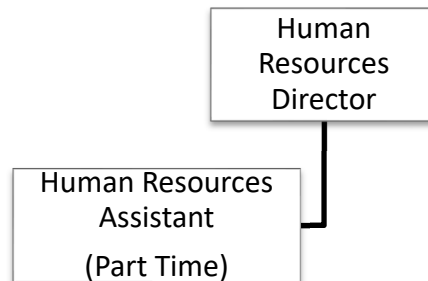 Human
Resources
Director
Human Resources
Assistant
(Part Time)